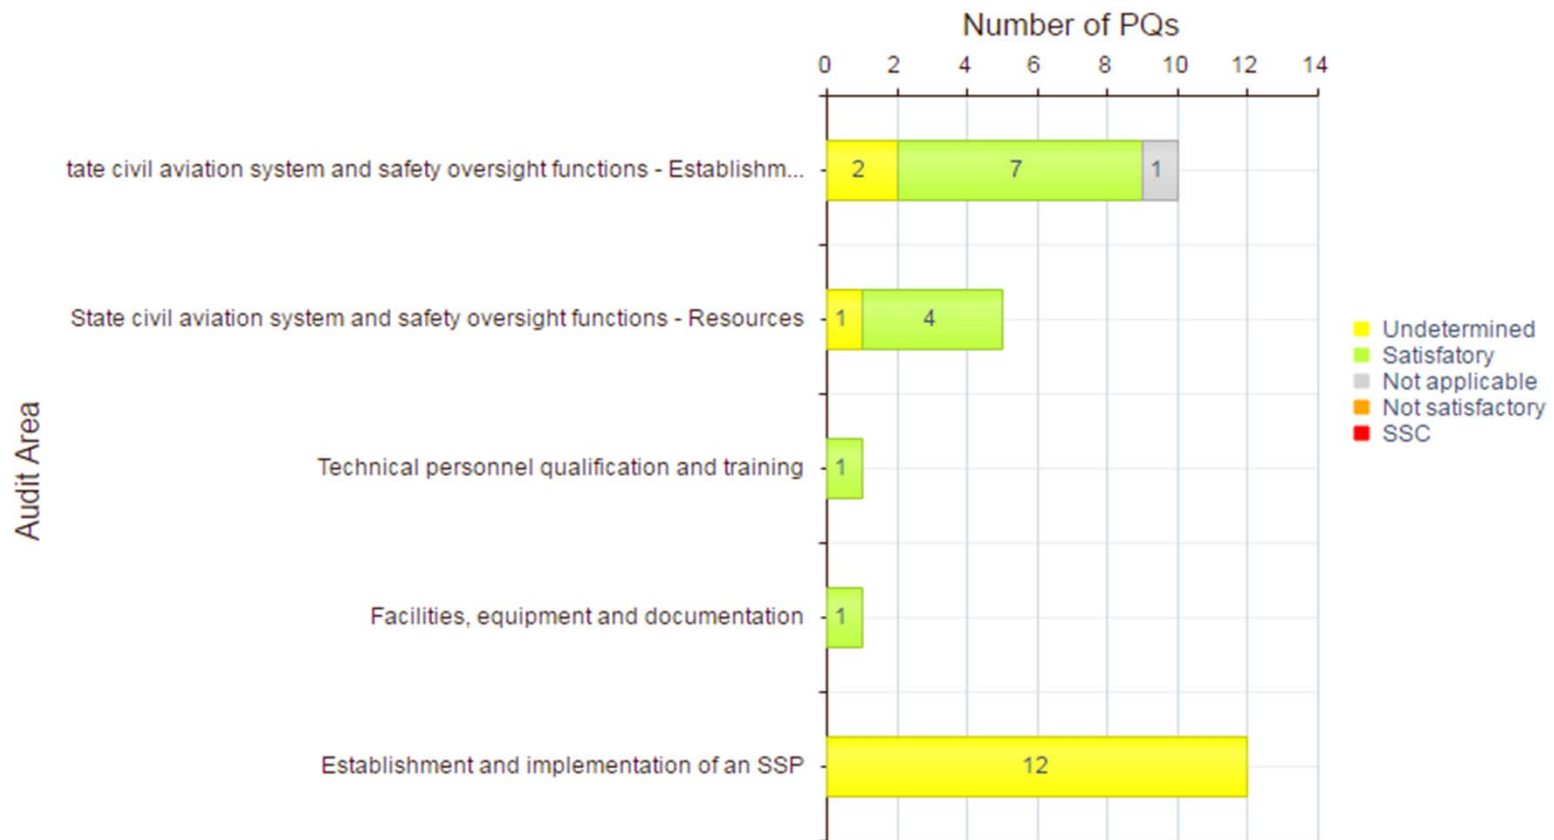 Number of PQs
0 2 4 6 8 10 12 14
tate civil aviation system and safety oversight functions - Establishm...
2 7 1
State civil aviation system and safety oversight functions - Resources
1 4
Technical personnel qualification and training
1
Facilities, equipment and documentation
1
Establishment and implementation of an SSP
12
Audit Area
Undetermined
Satisfatory
Not applicable
Not satisfactory
SSC